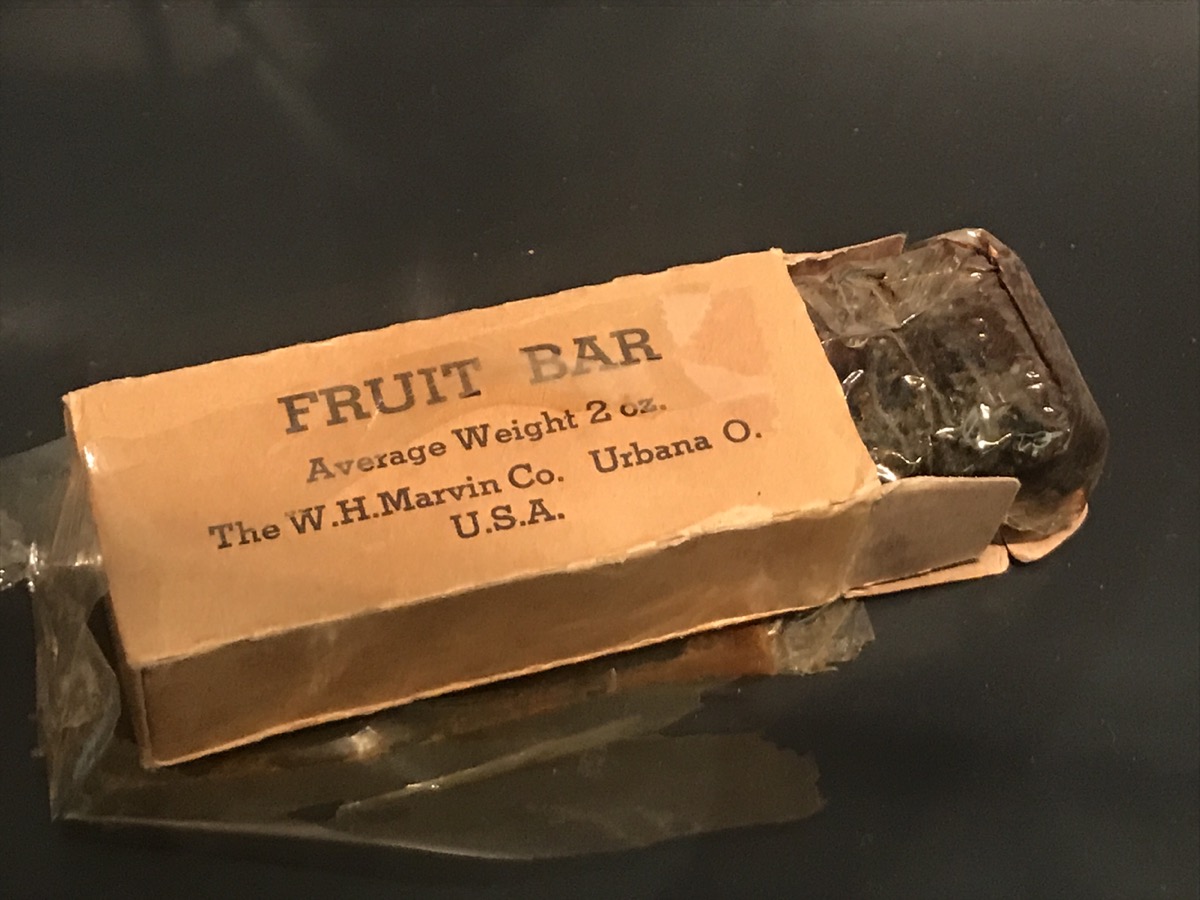 FRUIT BAR
Average Weight 2 oz.
The W.H.Marvin Co. Urbana O.
U.S.A.